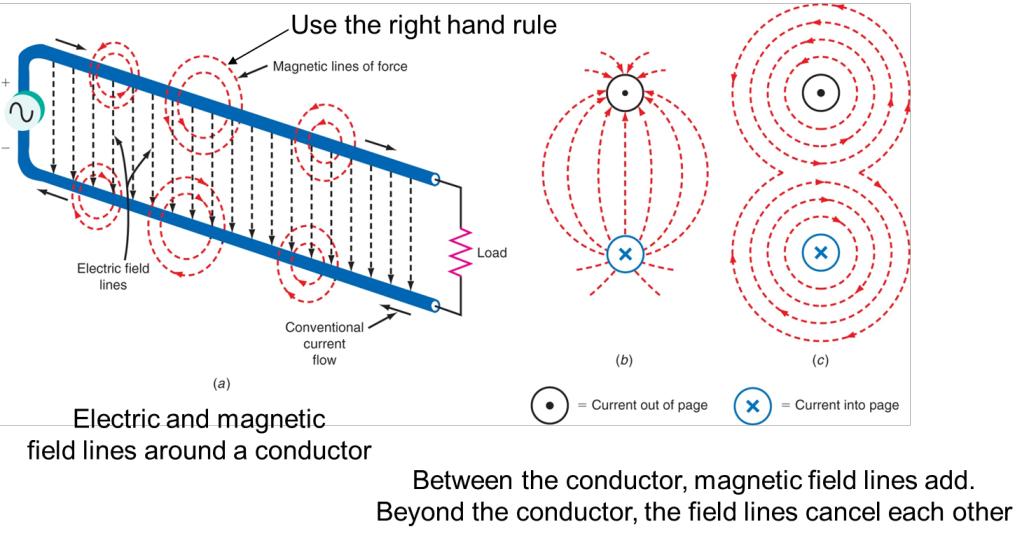 Use the right hand rule
Magnetic lines of force
+
−
Load
Electric field
lines
Conventional
current
flow
(a)
(b)
(c)
= Current out of page
= Current into page
Electric and magnetic
field lines around a conductor
Between the conductor, magnetic field lines add.
Beyond the conductor, the field lines cancel each other